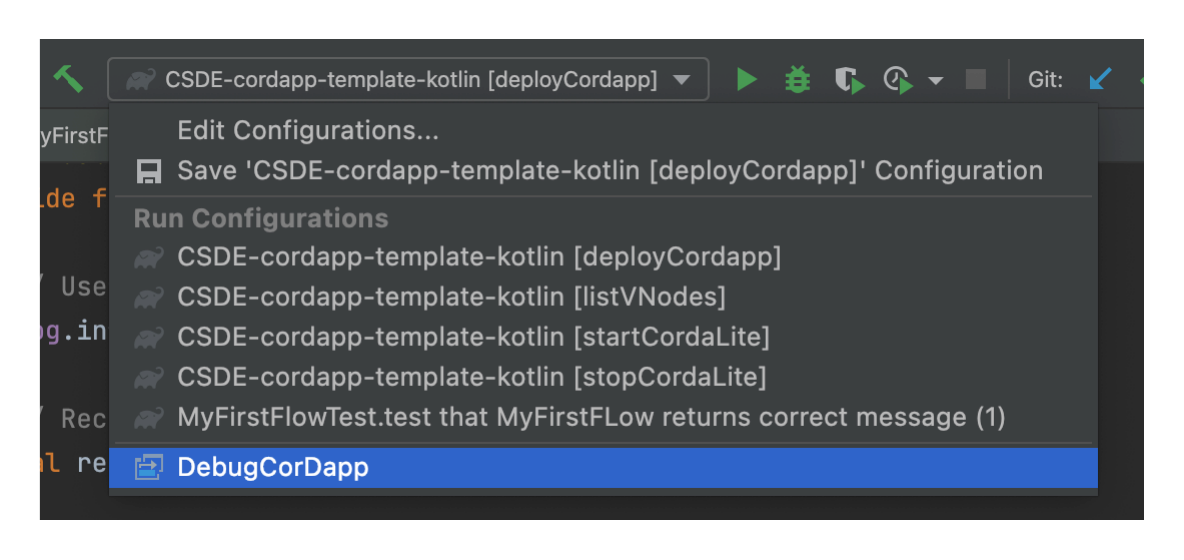 CSDE-cordapp-template-kotlin [deployCordapp]
Git:
yFirstF
Edit Configurations...
Save 'CSDE-cordapp-template-kotlin [deployCordapp]' Configuration
de f
Run Configurations
CSDE-cordapp-template-kotlin [deployCordapp]
/ Use
CSDE-cordapp-template-kotlin [listVNodes]
g.in
CSDE-cordapp-template-kotlin [startCordaLite]
CSDE-cordapp-template-kotlin [stopCordaLite]
/ Rec
MyFirstFlowTest.test that MyFirstFLow returns correct message (1)
l re
DebugCorDapp